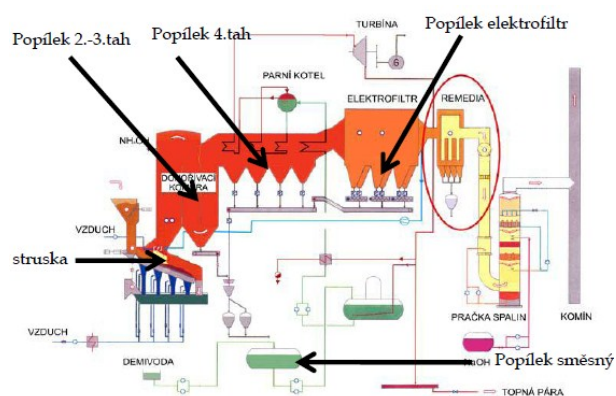 Popílek 2.-3.tah
Popílek 4.tah
TURBÍNA
Popílek elektrofiltr
G
PARNÍ KOTEL
ELEKTROFILTR
REMEDIA
DOHOŘÍVACÍ
VZDUCH
struska
VZDUCH
PRAČKA SPALIN
KOMÍN
DEMIVODA
Popílek směsný
TOPNÁ PÁRA